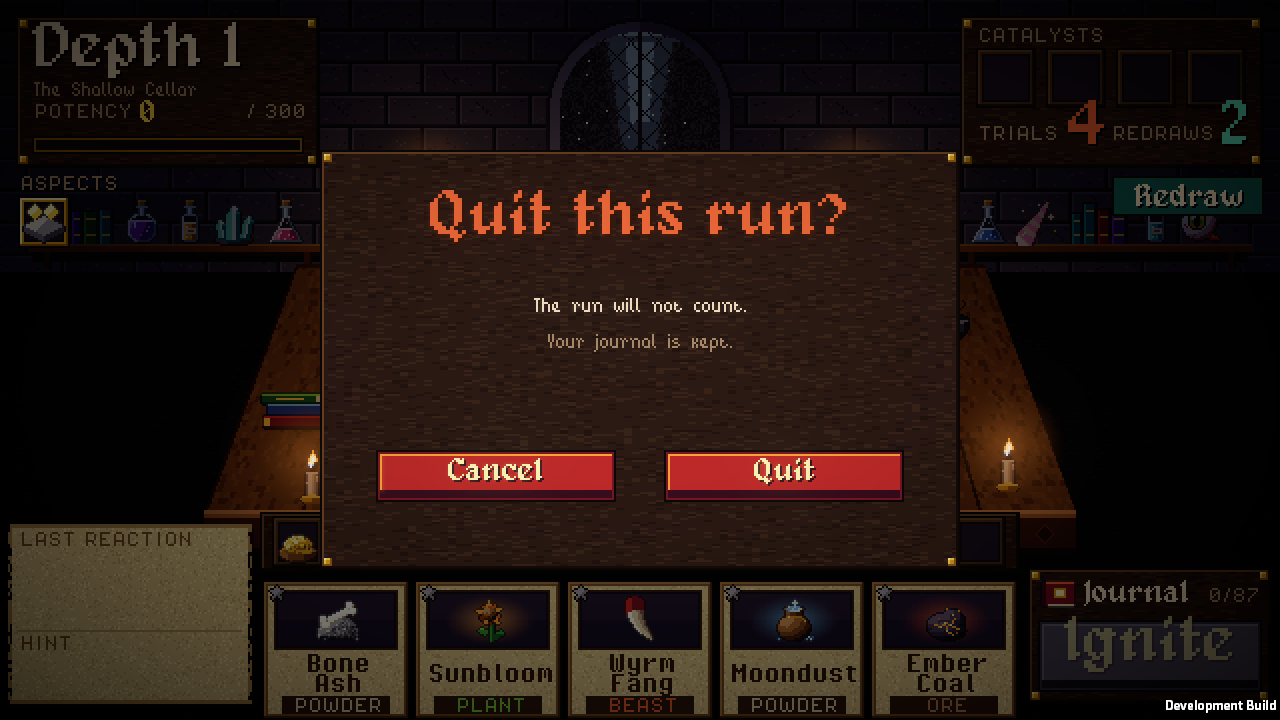 Depth 1
The Shallow Cellar
POTENCY 0 / 300
ASPECTS
CATALYSTS
TRIALS 4 REDRAWS 2
Redraw
Quit this run?
The run will not count.
Your journal is kept.
Cancel
Quit
LAST REACTION
HINT
Bone
Ash
POWDER
Sunbloom
PLANT
Wyrm
Fang
BEAST
Moondust
POWDER
Ember
Coal
ORE
Journal 0/87
Ignite
Development Build